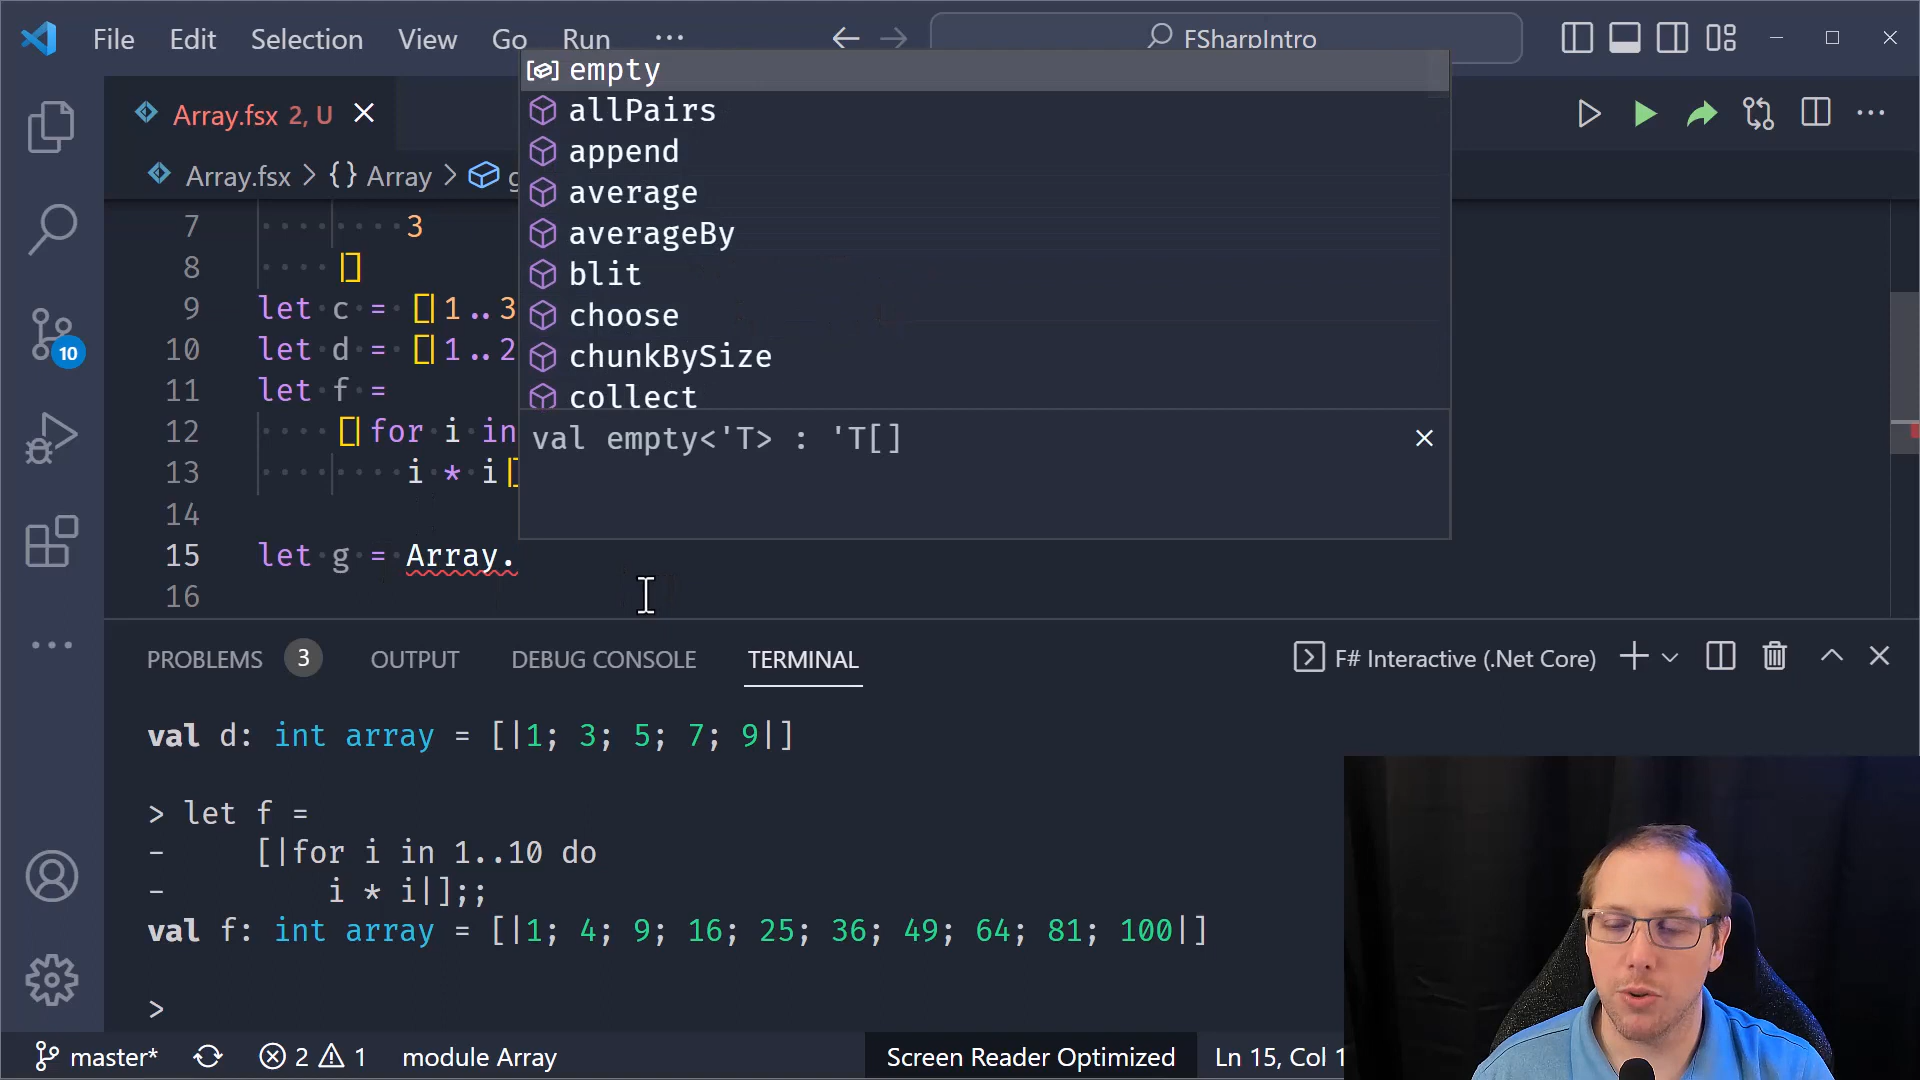 File Edit Selection View Go Run ··· FSharpIntro
Array.fsx 2, U
Array.fsx > {} Array > g
empty
allPairs
append
average
averageBy
blit
choose
chunkBySize
collect
val empty<'T> : 'T[]
7 3
8 |]
9 let c = [|1..3
10 let d = [|1..2
11 let f =
12 [|for i in
13 i * i|]
14
15 let g = Array.
16
PROBLEMS 3 OUTPUT DEBUG CONSOLE TERMINAL F# Interactive (.Net Core)
val d: int array = [|1; 3; 5; 7; 9|]
> let f =
- [|for i in 1..10 do
- i * i|];;
val f: int array = [|1; 4; 9; 16; 25; 36; 49; 64; 81; 100|]
>
10
master* 2 1 module Array Screen Reader Optimized Ln 15, Col 1